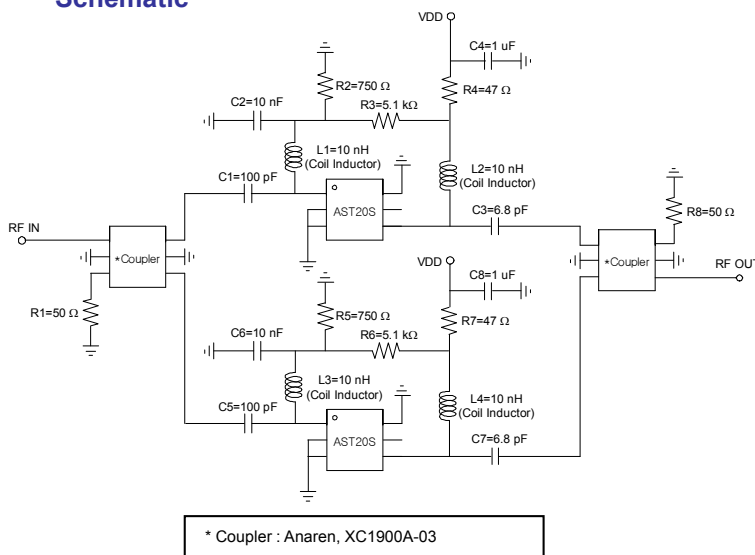 Schematic
VDD
C4=1 uF
R2=750 Ω
R4=47 Ω
C2=10 nF
R3=5.1 kΩ
L1=10 nH
(Coil Inductor)
L2=10 nH
(Coil Inductor)
C1=100 pF
AST20S
C3=6.8 pF
R8=50 Ω
RF IN
*Coupler
*Coupler
RF OUT
R1=50 Ω
VDD
C8=1 uF
R5=750 Ω
R7=47 Ω
C6=10 nF
R6=5.1 kΩ
L3=10 nH
(Coil Inductor)
L4=10 nH
(Coil Inductor)
C5=100 pF
AST20S
C7=6.8 pF
* Coupler : Anaren, XC1900A-03